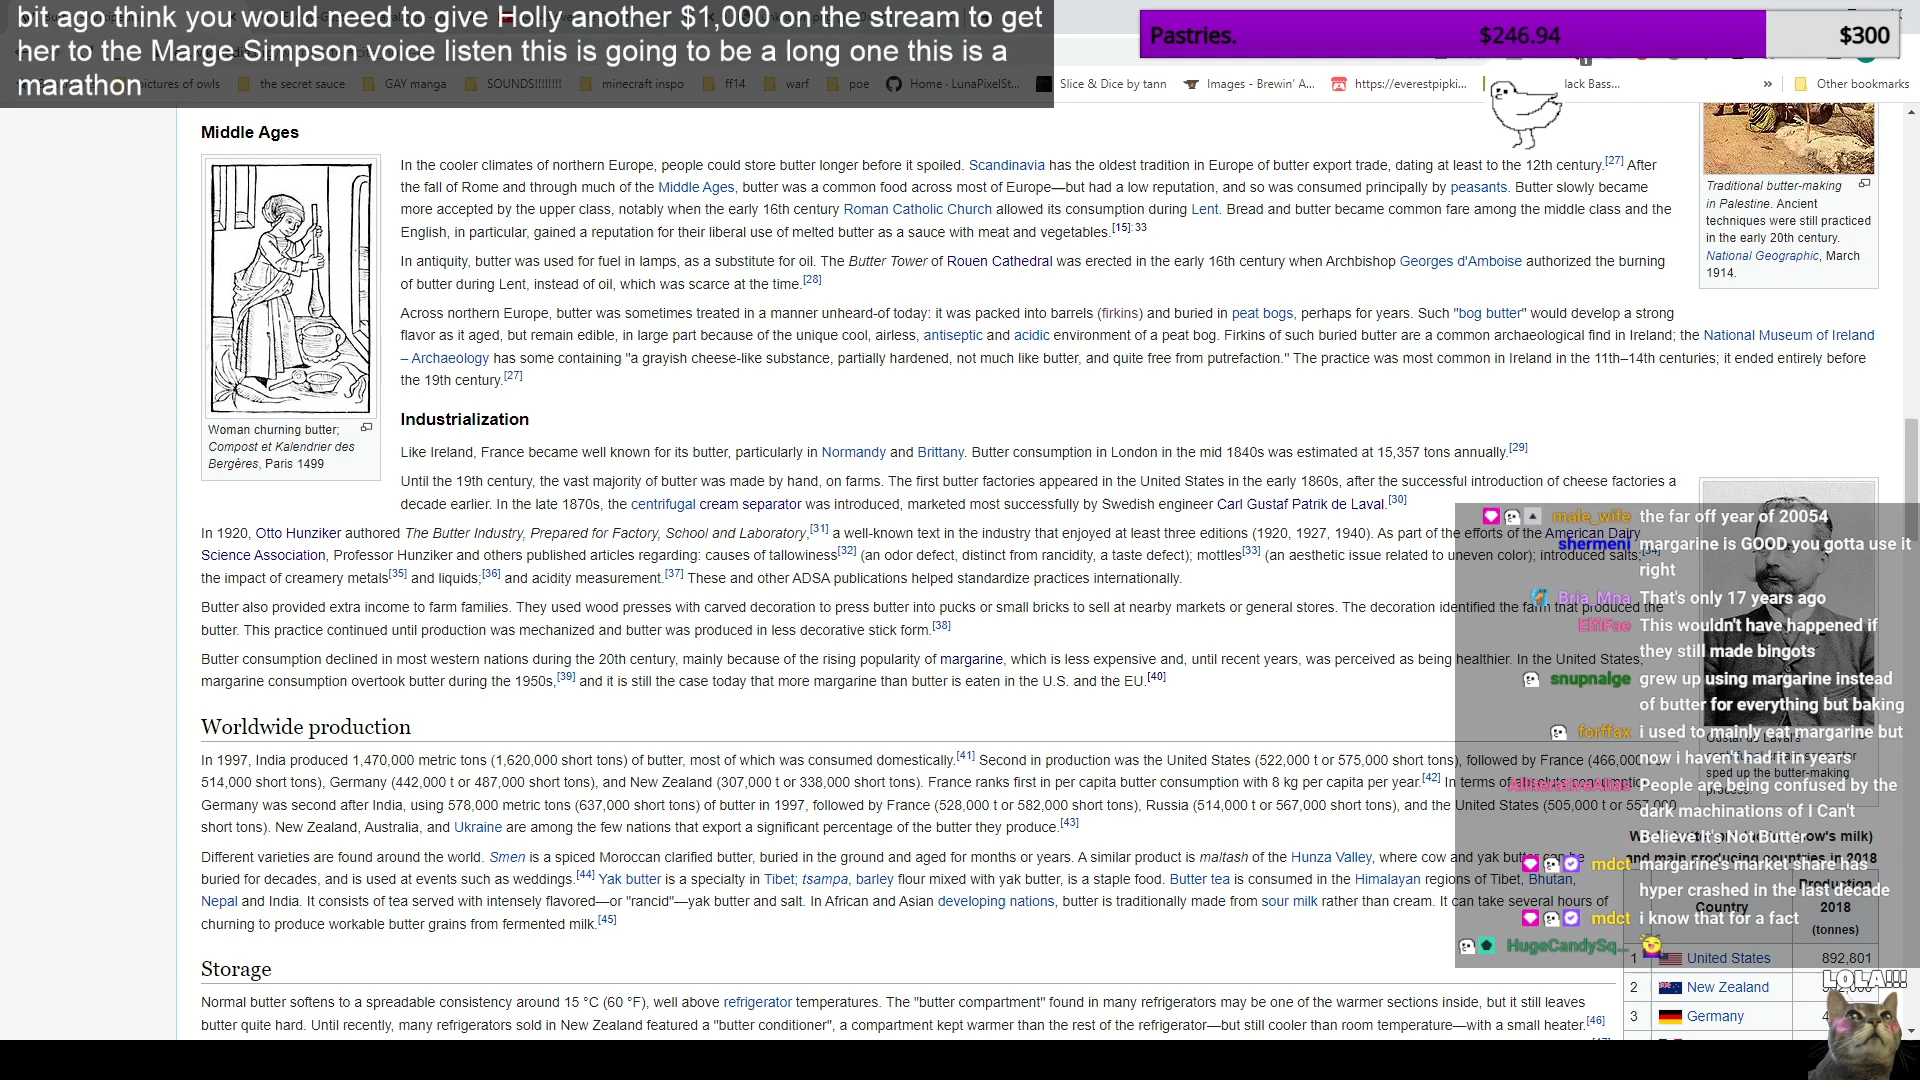 bit ago think you would need to give Holly another $1,000 on the stream to get
her to the Marge Simpson voice listen this is going to be a long one this is a
marathon
Pastries. $246.94 $300
pictures of owls the secret sauce GAY manga SOUNDS!!!!!!!! minecraft inspo ff14 warf poe Home · LunaPixelSt... Slice & Dice by tann Images - Brewin' A... https://everestpipki... lack Bass... » Other bookmarks
Middle Ages
In the cooler climates of northern Europe, people could store butter longer before it spoiled. Scandinavia has the oldest tradition in Europe of butter export trade, dating at least to the 12th century.[27] After
the fall of Rome and through much of the Middle Ages, butter was a common food across most of Europe—but had a low reputation, and so was consumed principally by peasants. Butter slowly became
more accepted by the upper class, notably when the early 16th century Roman Catholic Church allowed its consumption during Lent. Bread and butter became common fare among the middle class and the
English, in particular, gained a reputation for their liberal use of melted butter as a sauce with meat and vegetables.[15]:33
In antiquity, butter was used for fuel in lamps, as a substitute for oil. The Butter Tower of Rouen Cathedral was erected in the early 16th century when Archbishop Georges d'Amboise authorized the burning
of butter during Lent, instead of oil, which was scarce at the time.[28]
Across northern Europe, butter was sometimes treated in a manner unheard-of today: it was packed into barrels (firkins) and buried in peat bogs, perhaps for years. Such "bog butter" would develop a strong
flavor as it aged, but remain edible, in large part because of the unique cool, airless, antiseptic and acidic environment of a peat bog. Firkins of such buried butter are a common archaeological find in Ireland; the National Museum of Ireland
– Archaeology has some containing "a grayish cheese-like substance, partially hardened, not much like butter, and quite free from putrefaction." The practice was most common in Ireland in the 11th–14th centuries; it ended entirely before
the 19th century.[27]
Woman churning butter;
Compost et Kalendrier des
Bergères, Paris 1499
Traditional butter-making
in Palestine. Ancient
techniques were still practiced
in the early 20th century.
National Geographic, March
1914.
Industrialization
Like Ireland, France became well known for its butter, particularly in Normandy and Brittany. Butter consumption in London in the mid 1840s was estimated at 15,357 tons annually.[29]
Until the 19th century, the vast majority of butter was made by hand, on farms. The first butter factories appeared in the United States in the early 1860s, after the successful introduction of cheese factories a
decade earlier. In the late 1870s, the centrifugal cream separator was introduced, marketed most successfully by Swedish engineer Carl Gustaf Patrik de Laval.[30]
In 1920, Otto Hunziker authored The Butter Industry, Prepared for Factory, School and Laboratory,[31] a well-known text in the industry that enjoyed at least three editions (1920, 1927, 1940). As part of the efforts of the American Dairy
Science Association, Professor Hunziker and others published articles regarding: causes of tallowiness[32] (an odor defect, distinct from rancidity, a taste defect); mottles[33] (an aesthetic issue related to uneven color); introduced salts;[34]
the impact of creamery metals[35] and liquids;[36] and acidity measurement.[37] These and other ADSA publications helped standardize practices internationally.
Butter also provided extra income to farm families. They used wood presses with carved decoration to press butter into pucks or small bricks to sell at nearby markets or general stores. The decoration identified the farm that produced the
butter. This practice continued until production was mechanized and butter was produced in less decorative stick form.[38]
Butter consumption declined in most western nations during the 20th century, mainly because of the rising popularity of margarine, which is less expensive and, until recent years, was perceived as being healthier. In the United States,
margarine consumption overtook butter during the 1950s,[39] and it is still the case today that more margarine than butter is eaten in the U.S. and the EU.[40]
Worldwide production
In 1997, India produced 1,470,000 metric tons (1,620,000 short tons) of butter, most of which was consumed domestically.[41] Second in production was the United States (522,000 t or 575,000 short tons), followed by France (466,000
514,000 short tons), Germany (442,000 t or 487,000 short tons), and New Zealand (307,000 t or 338,000 short tons). France ranks first in per capita butter consumption with 8 kg per capita per year.[42] In terms of
Germany was second after India, using 578,000 metric tons (637,000 short tons) of butter in 1997, followed by France (528,000 t or 582,000 short tons), Russia (514,000 t or 567,000 short tons), and the United States (505,000 t or 557,000
short tons). New Zealand, Australia, and Ukraine are among the few nations that export a significant percentage of the butter they produce.[43]
Different varieties are found around the world. Smen is a spiced Moroccan clarified butter, buried in the ground and aged for months or years. A similar product is maltash of the Hunza Valley, where cow and yak butter can be
buried for decades, and is used at events such as weddings.[44] Yak butter is a specialty in Tibet; tsampa, barley flour mixed with yak butter, is a staple food. Butter tea is consumed in the Himalayan regions of Tibet, Bhutan,
Nepal and India. It consists of tea served with intensely flavored—or "rancid"—yak butter and salt. In African and Asian developing nations, butter is traditionally made from sour milk rather than cream. It can take several hours of
churning to produce workable butter grains from fermented milk.[45]
Storage
Normal butter softens to a spreadable consistency around 15 °C (60 °F), well above refrigerator temperatures. The "butter compartment" found in many refrigerators may be one of the warmer sections inside, but it still leaves
butter quite hard. Until recently, many refrigerators sold in New Zealand featured a "butter conditioner", a compartment kept warmer than the rest of the refrigerator—but still cooler than room temperature—with a small heater.[46]
male_wife the far off year of 20054
shermeni margarine is GOOD you gotta use it
right
Bria_Mna That's only 17 years ago
ElfiFae This wouldn't have happened if
they still made bingots
snupnalge grew up using margarine instead
of butter for everything but baking
forffax i used to mainly eat margarine but
now i haven't had it in years
AlliterativeAlias People are being confused by the
dark machinations of I Can't
Believe It's Not Butter
mdct margarine's market share has
hyper crashed in the last decade
mdct i know that for a fact
HugeCandySq...
sped up the butter-making
and main producing countries in 2018
Country Production
2018
(tonnes)
1 United States 892,801
2 New Zealand
3 Germany 4
LOLA!!!